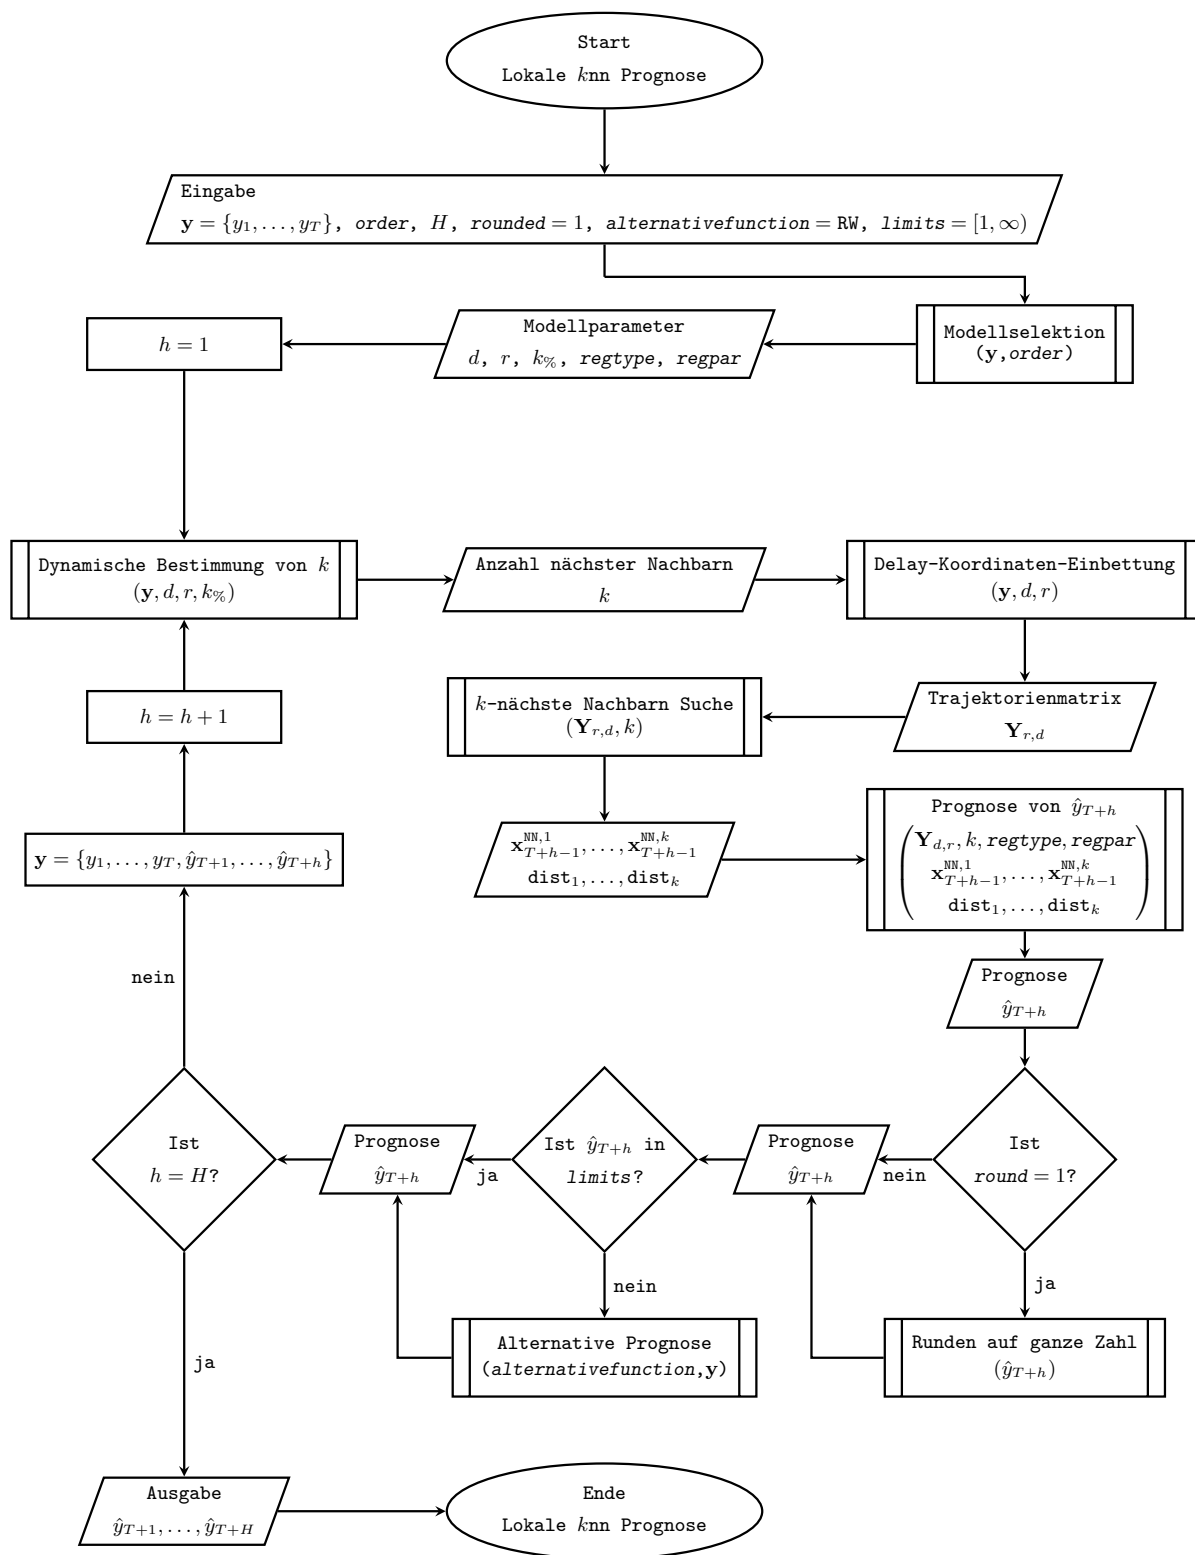 Start
Lokale knn Prognose
Eingabe
y = {y₁, …, y_T}, order, H, rounded = 1, alternativefunction = RW, limits = [1, ∞)
h = 1
Modellparameter
d, r, k_%, regtype, regpar
Modellselektion
(y,order)
Dynamische Bestimmung von k
(y, d, r, k_%)
Anzahl nächster Nachbarn
k
Delay-Koordinaten-Einbettung
(y, d, r)
h = h + 1
k-nächste Nachbarn Suche
(Y_{r,d}, k)
Trajektorienmatrix
Y_{r,d}
y = {y₁, …, y_T, ŷ_{T+1}, …, ŷ_{T+h}}
x_{T+h−1}^{NN,1}, …, x_{T+h−1}^{NN,k}
dist₁, …, dist_k
Prognose von ŷ_{T+h}
(Y_{d,r}, k, regtype, regpar
x_{T+h−1}^{NN,1}, …, x_{T+h−1}^{NN,k}
dist₁, …, dist_k)
nein
Prognose
ŷ_{T+h}
Ist
h = H?
Prognose
ŷ_{T+h}
ja
Ist ŷ_{T+h} in
limits?
Prognose
ŷ_{T+h}
nein
Ist
round = 1?
nein
ja
ja
Alternative Prognose
(alternativefunction,y)
Runden auf ganze Zahl
(ŷ_{T+h})
Ausgabe
ŷ_{T+1}, …, ŷ_{T+H}
Ende
Lokale knn Prognose